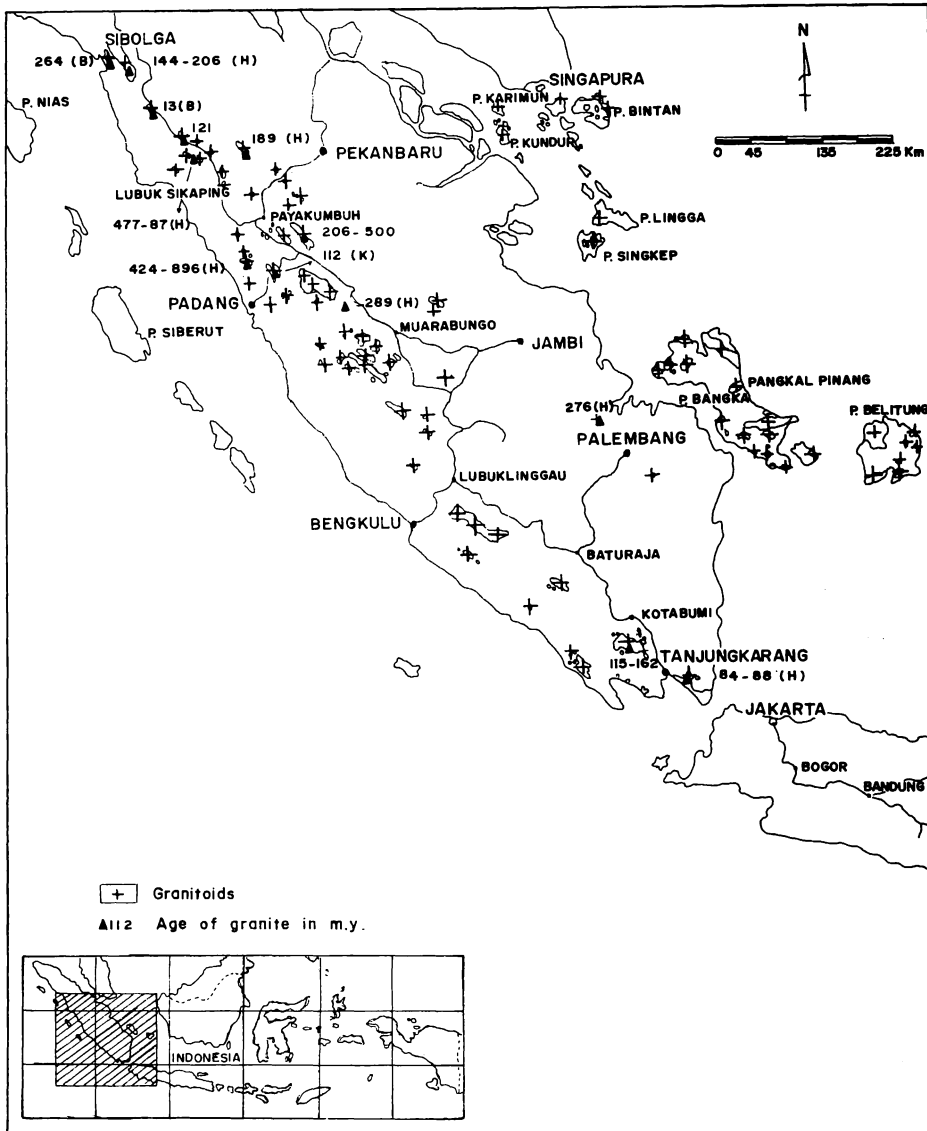 SIBOLGA
N
264 (B)
144-206 (H)
SINGAPURA
P. NIAS
P. KARIMUN
P. BINTAN
13(B)
121
189 (H)
P. KUNDUR
PEKANBARU
0 45 135 225 Km
LUBUK SIKAPING
477-87(H)
PAYAKUMBUH
P. LINGGA
206-500
P. SINGKEP
112 (K)
424-896(H)
PADANG
289 (H)
P. SIBERUT
MUARABUNGO
JAMBI
PANGKAL PINANG
P. BANGKA
276(H)
P. BELITUNG
PALEMBANG
LUBUKLINGGAU
BENGKULU
BATURAJA
KOTABUMI
TANJUNGKARANG
115-162
84-88 (H)
JAKARTA
BOGOR
BANDUNG
Granitoids
112 Age of granite in m.y.
INDONESIA